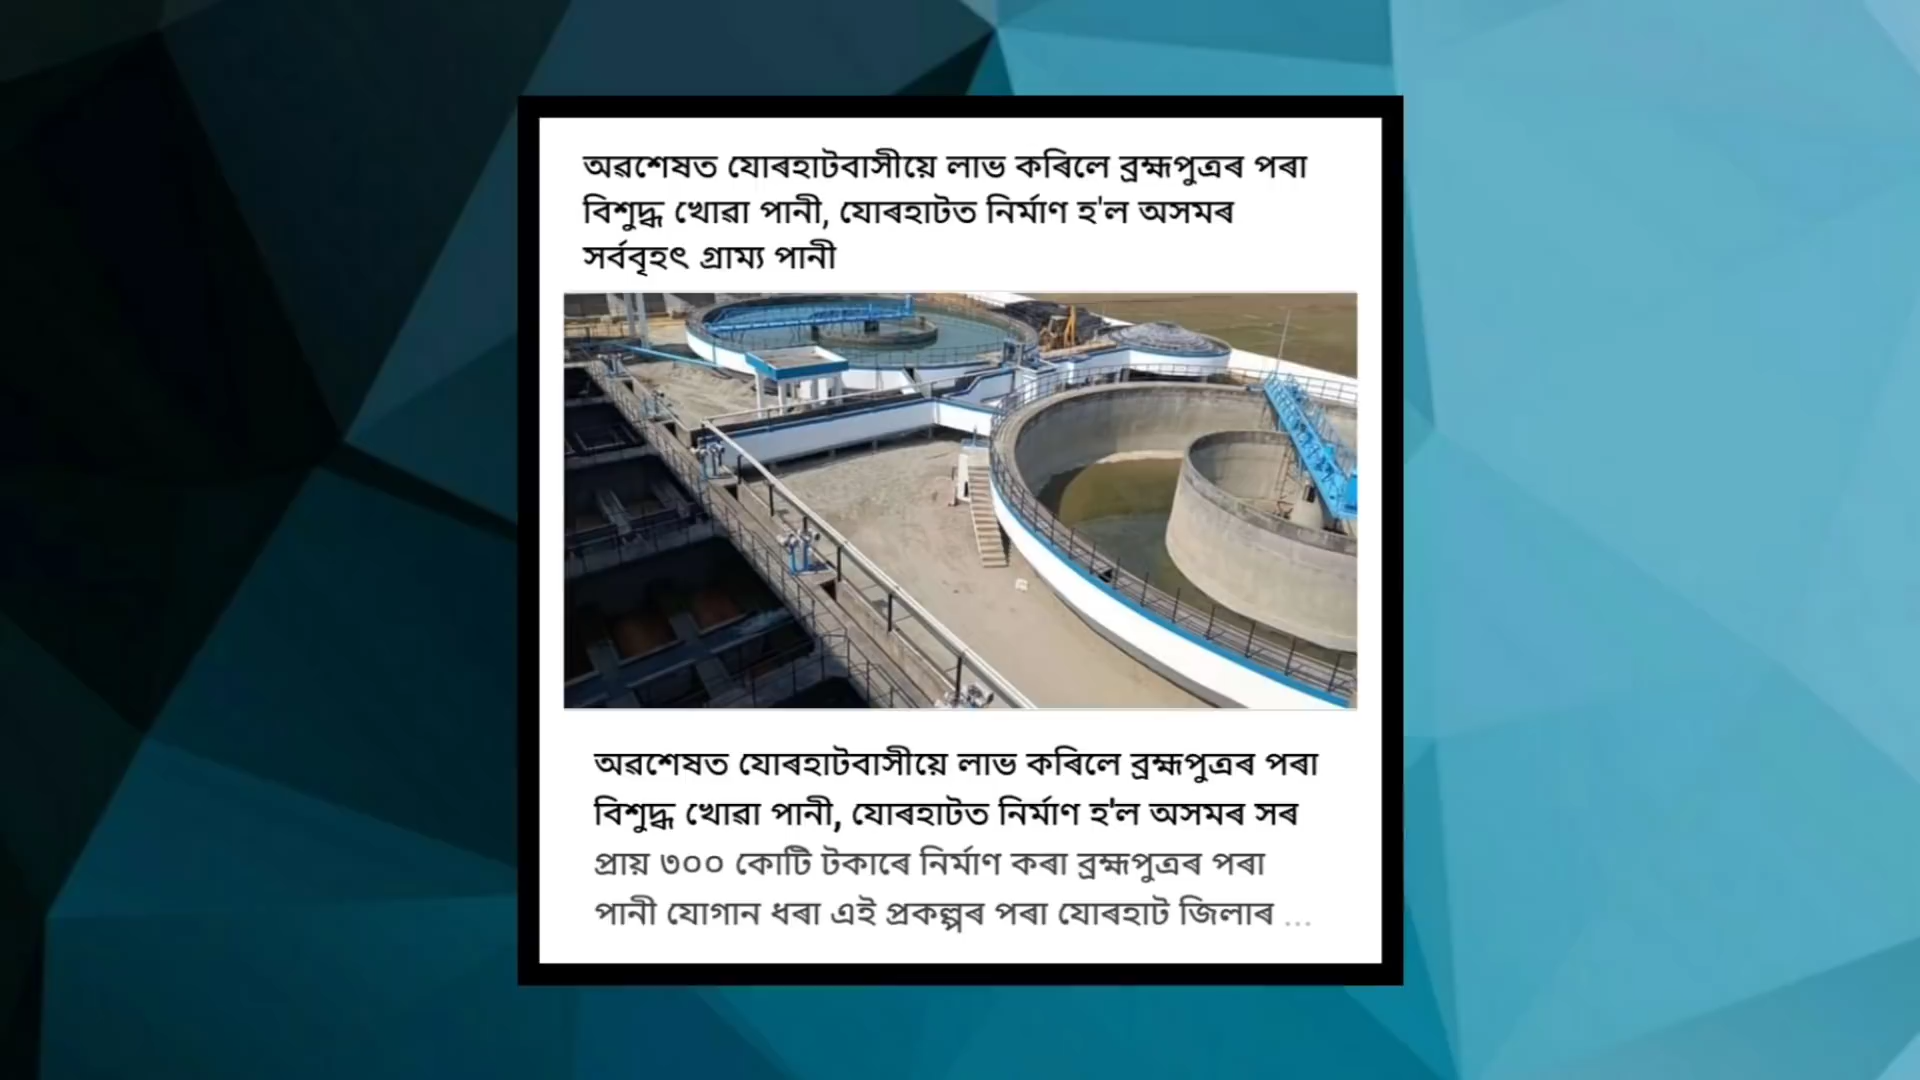 অৱশেষত যোৰহাটবাসীয়ে লাভ কৰিলে ব্ৰহ্মপুত্ৰৰ পৰা
বিশুদ্ধ খোৱা পানী, যোৰহাটত নিৰ্মাণ হ'ল অসমৰ
সৰ্ববৃহৎ গ্ৰাম্য পানী
অৱশেষত যোৰহাটবাসীয়ে লাভ কৰিলে ব্ৰহ্মপুত্ৰৰ পৰা
বিশুদ্ধ খোৱা পানী, যোৰহাটত নিৰ্মাণ হ'ল অসমৰ সৰ
প্ৰায় ৩০০ কোটি টকাৰে নিৰ্মাণ কৰা ব্ৰহ্মপুত্ৰৰ পৰা
পানী যোগান ধৰা এই প্ৰকল্পৰ পৰা যোৰহাট জিলাৰ ...